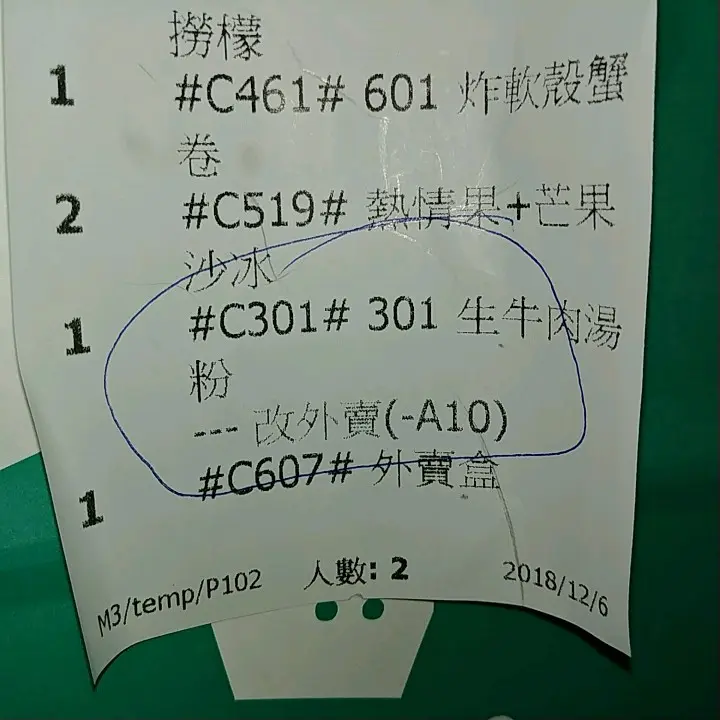 撈檬
1 #C461# 601 炸軟殼蟹
卷
2 #C519# 熱情果+芒果
沙冰
1 #C301# 301 生牛肉湯
粉
--- 改外賣(-A10)
1 #C607# 外賣盒
M3/temp/P102 人數: 2 2018/12/6